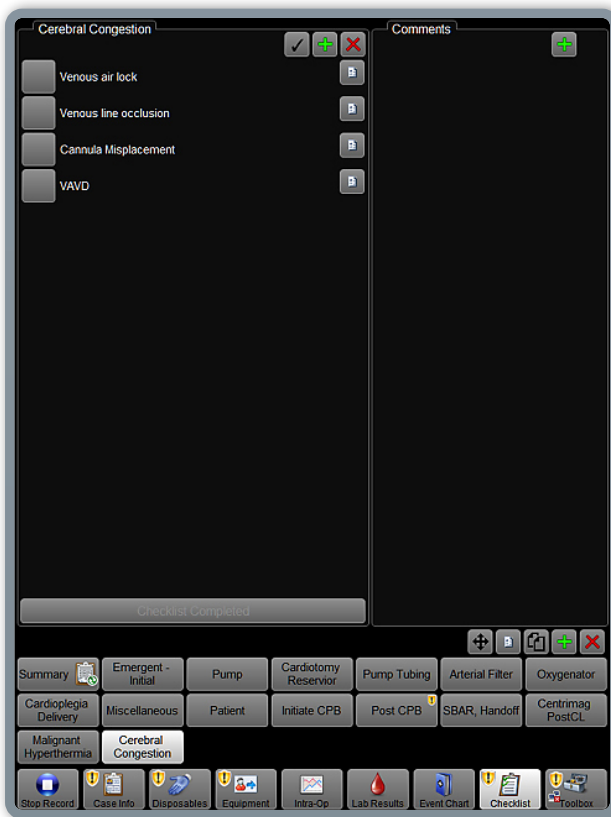 Cerebral Congestion
Comments
Venous air lock
Venous line occlusion
Cannula Misplacement
VAVD
Checklist Completed
Summary
Emergent -
Initial
Pump
Cardiotomy
Reservior
Pump Tubing
Arterial Filter
Oxygenator
Cardioplegia
Delivery
Miscellaneous
Patient
Initiate CPB
Post CPB
SBAR, Handoff
Centrimag
PostCL
Malignant
Hyperthermia
Cerebral
Congestion
Stop Record
Case Info
Disposables
Equipment
Intra-Op
Lab Results
Event Chart
Checklist
Toolbox